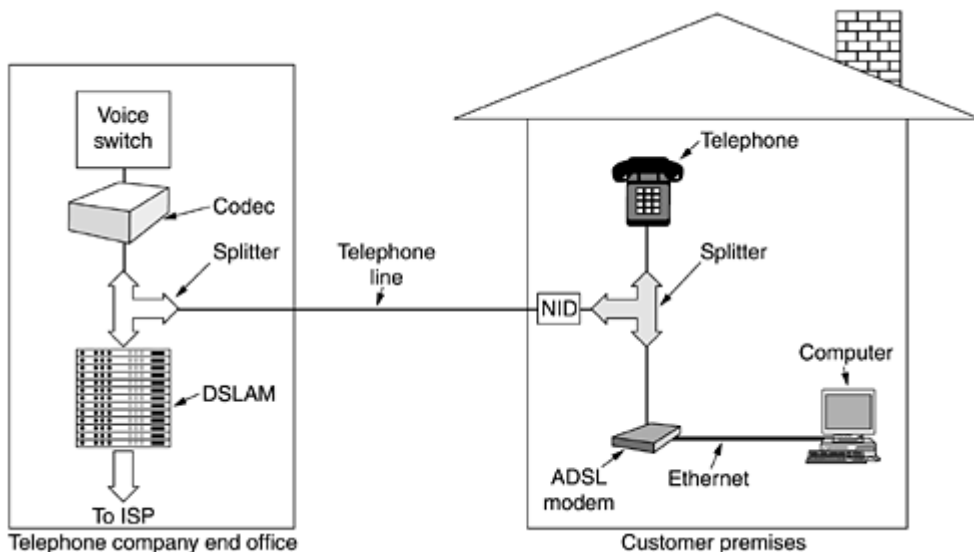 Voice
switch
Codec
Splitter
DSLAM
To ISP
Telephone company end office
Telephone
line
NID
Telephone
Splitter
Computer
ADSL
modem
Ethernet
Customer premises